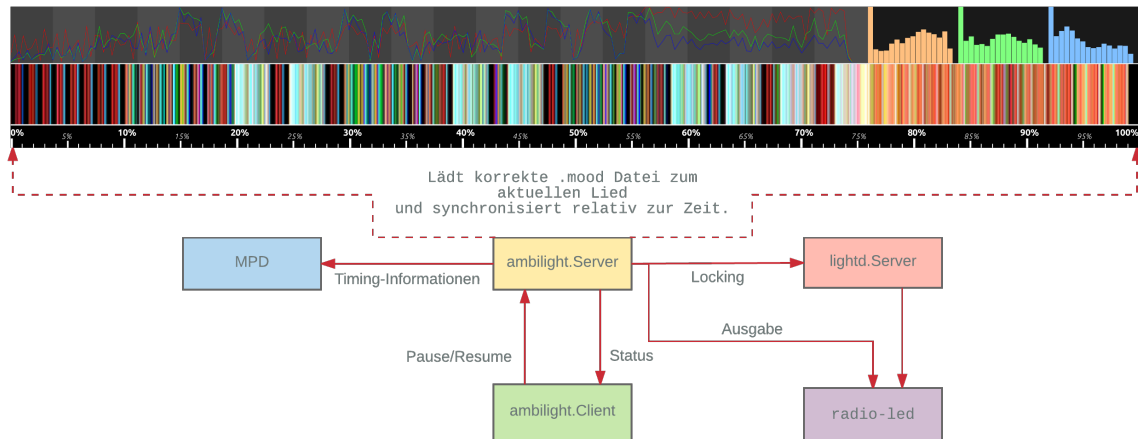 0% 5% 10% 15% 20% 25% 30% 35% 40% 45% 50% 55% 60% 65% 70% 75% 80% 85% 90% 95% 100%
Lädt korrekte .mood Datei zum
aktuellen Lied
und synchronisiert relativ zur Zeit.
MPD
ambilight.Server
lightd.Server
Timing-Informationen
Locking
Ausgabe
Pause/Resume
Status
ambilight.Client
radio-led